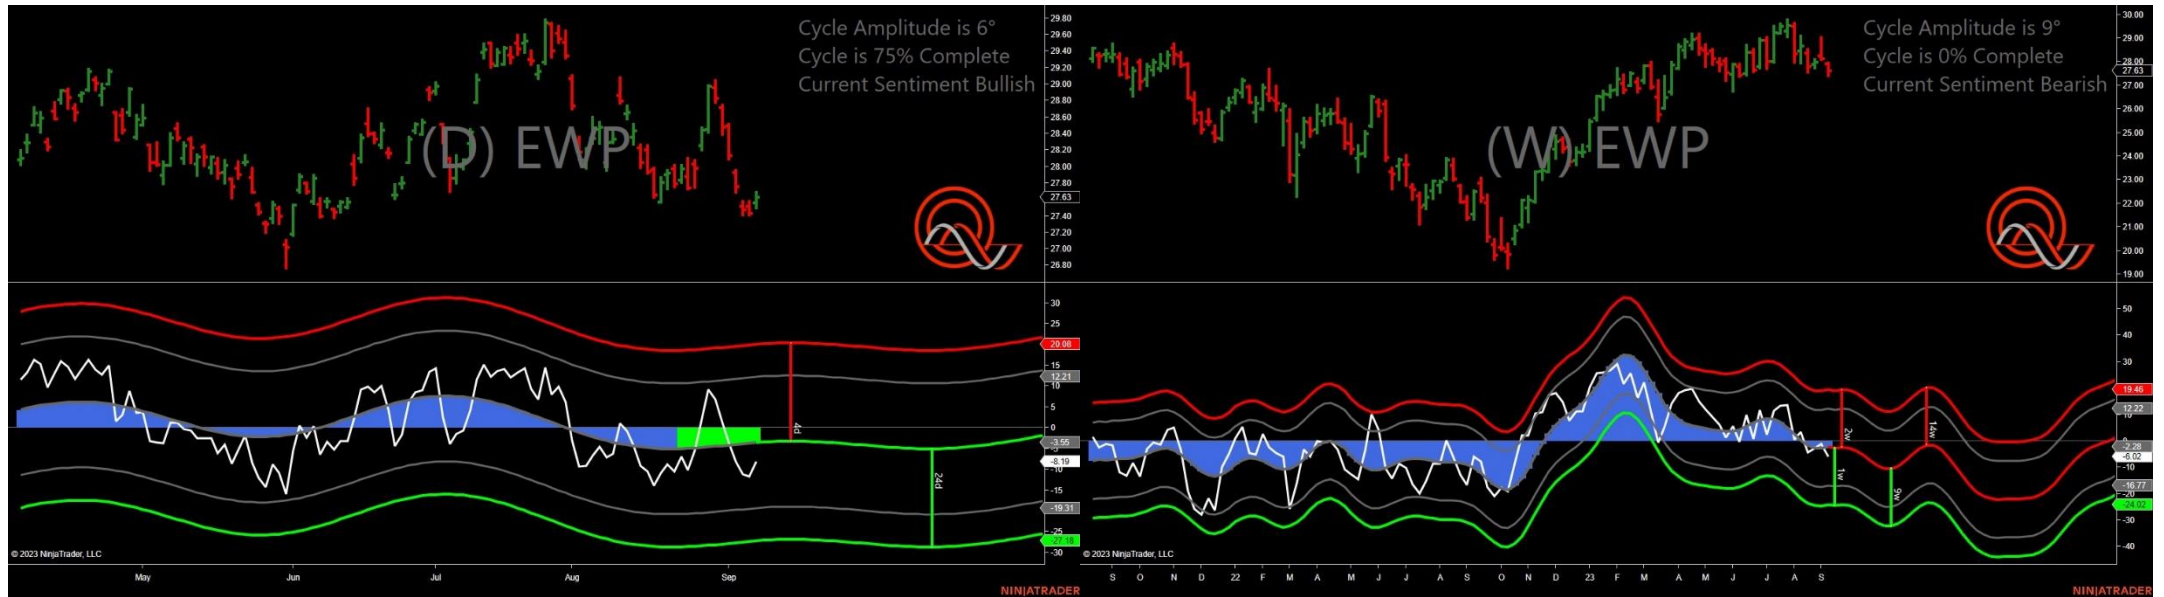 Cycle Amplitude is 6°
Cycle is 75% Complete
Current Sentiment Bullish
(D) EWP
29.80
29.60
29.40
29.20
29.00
28.80
28.60
28.40
28.20
28.00
27.80
27.63
27.40
27.20
27.00
26.80
30
25
20.08
15
12.21
10
5
0
-3.55
-8.19
-10
-15
-19.31
-25
-27.18
-30
4d
24d
© 2023 NinjaTrader, LLC
May Jun Jul Aug Sep
NINJATRADER
Cycle Amplitude is 9°
Cycle is 0% Complete
Current Sentiment Bearish
(W) EWP
30.00
29.00
28.00
27.63
27.00
26.00
25.00
24.00
23.00
22.00
21.00
20.00
19.00
50
40
30
19.46
12.22
10
-2.28
-6.02
-10
-16.77
-20
-24.02
-30
-40
2w
1w
9w
14w
© 2023 NinjaTrader, LLC
S O N D 22 F M A M J J A S O N D 23 F M A M J J A S
NINJATRADER